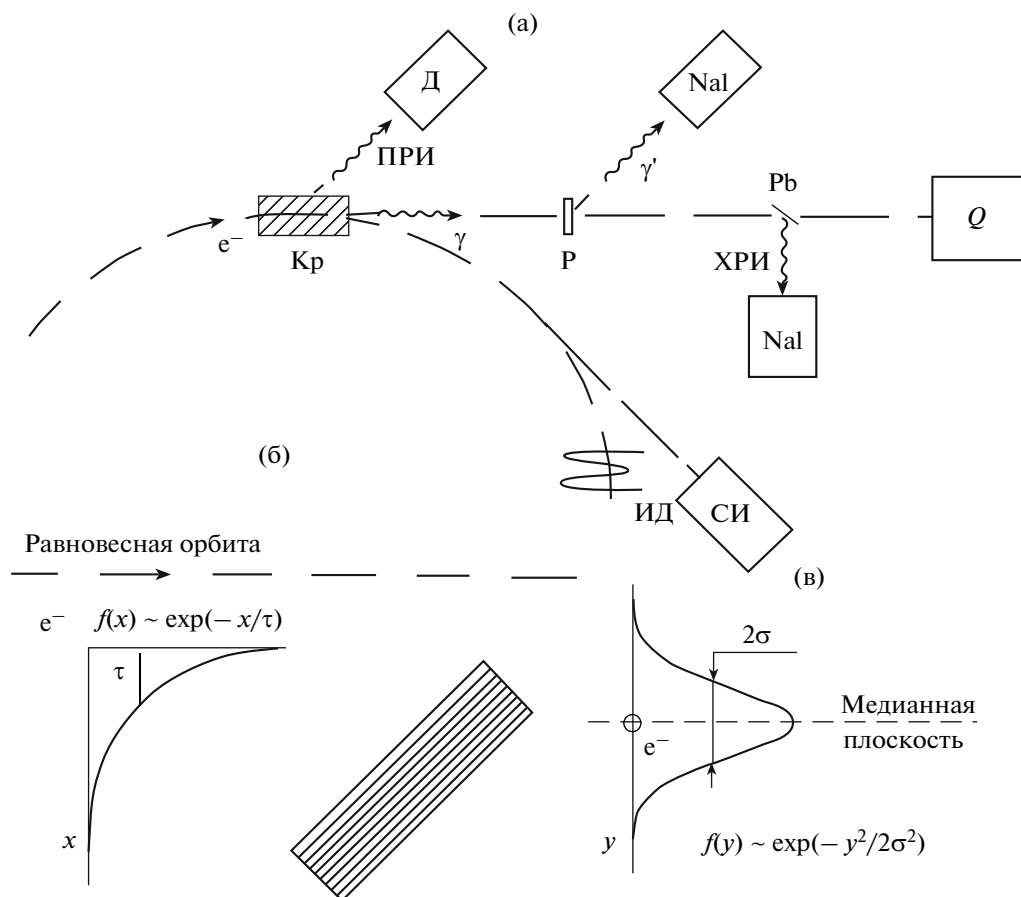 (а)
Д
NaI
ПРИ
γ'
Pb
Q
e⁻
γ
Кр
Р
ХРИ
NaI
(б)
ИД
СИ
Равновесная орбита
(в)
e⁻
f(x) ~ exp(− x/τ)
2σ
τ
Медианная
плоскость
e⁻
x
y
f(y) ~ exp(− y²/2σ²)